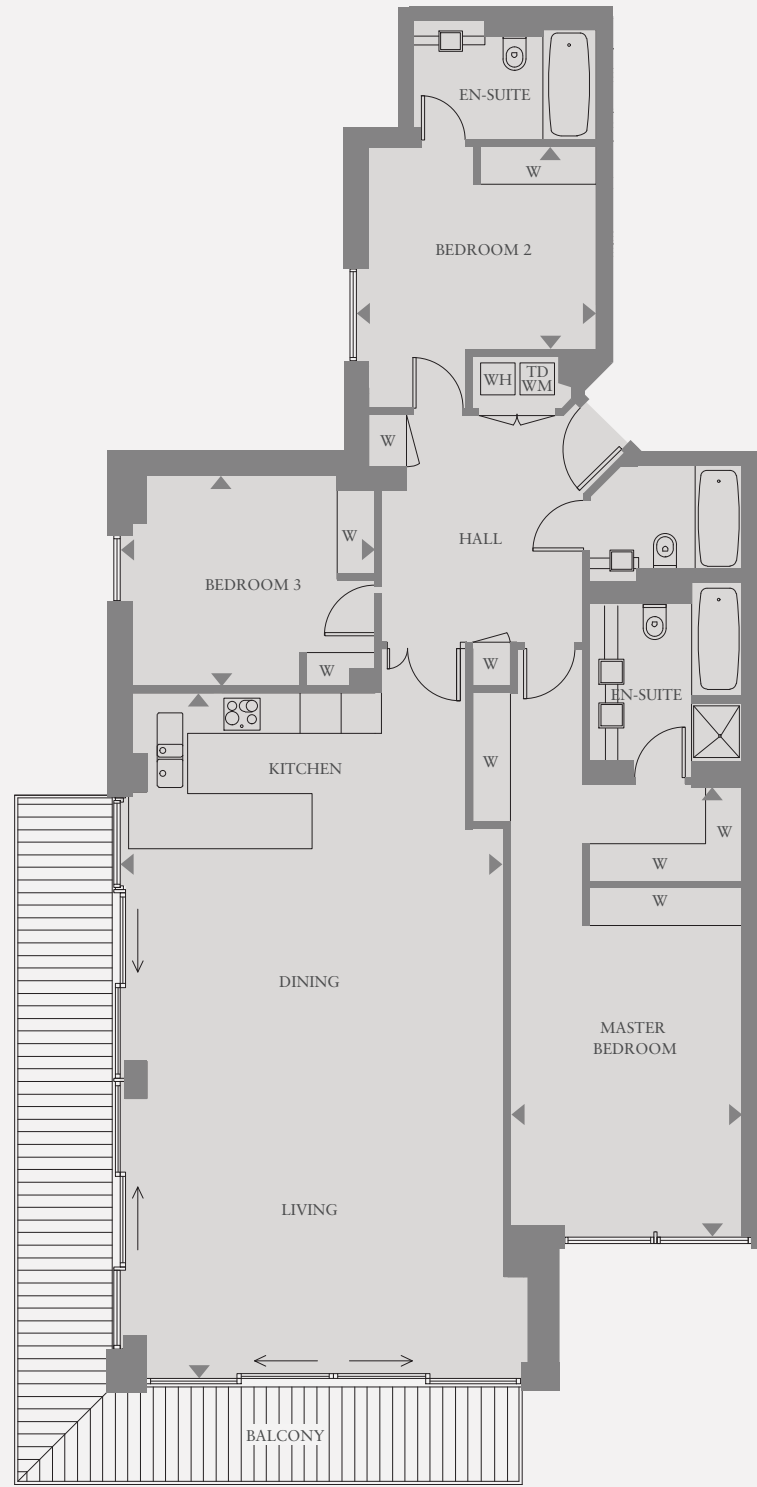 EN-SUITE
W
BEDROOM 2
WH
TD
WM
W
HALL
W
BEDROOM 3
W
W
EN-SUITE
KITCHEN
W
W
W
W
DINING
MASTER
BEDROOM
LIVING
BALCONY